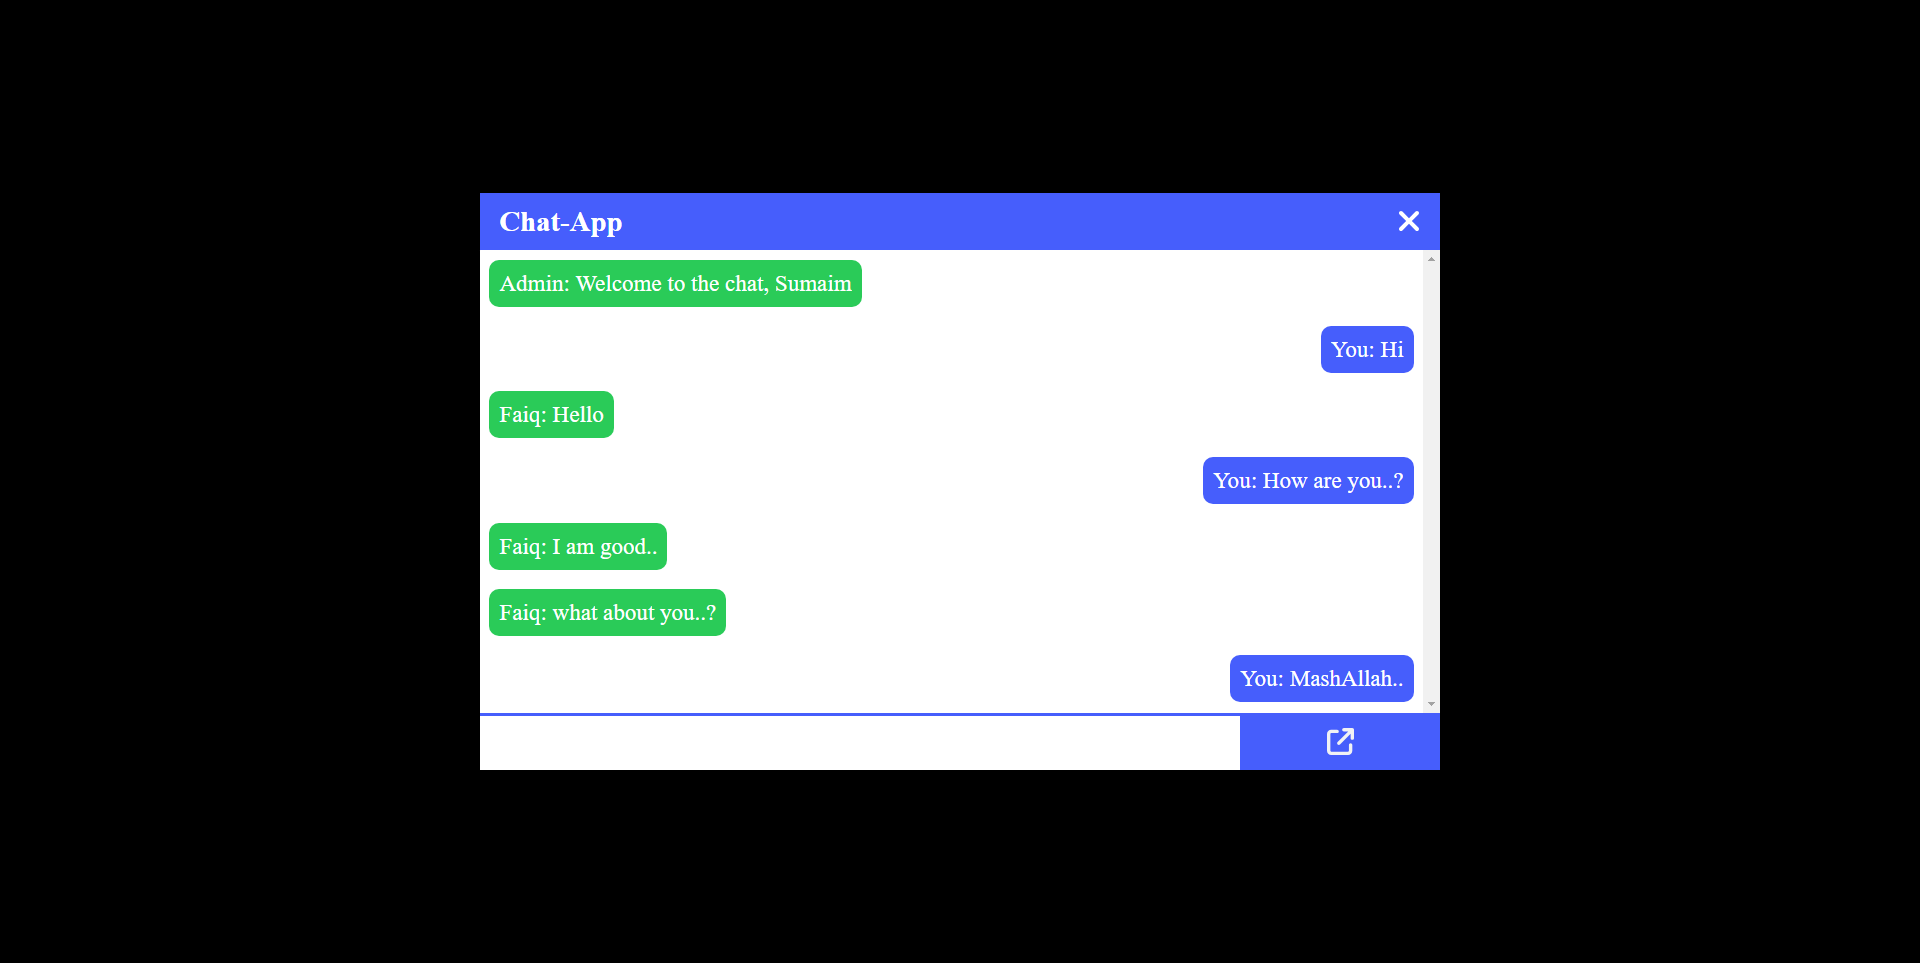 Chat-App
Admin: Welcome to the chat, Sumaim
You: Hi
Faiq: Hello
You: How are you..?
Faiq: I am good..
Faiq: what about you..?
You: MashAllah..